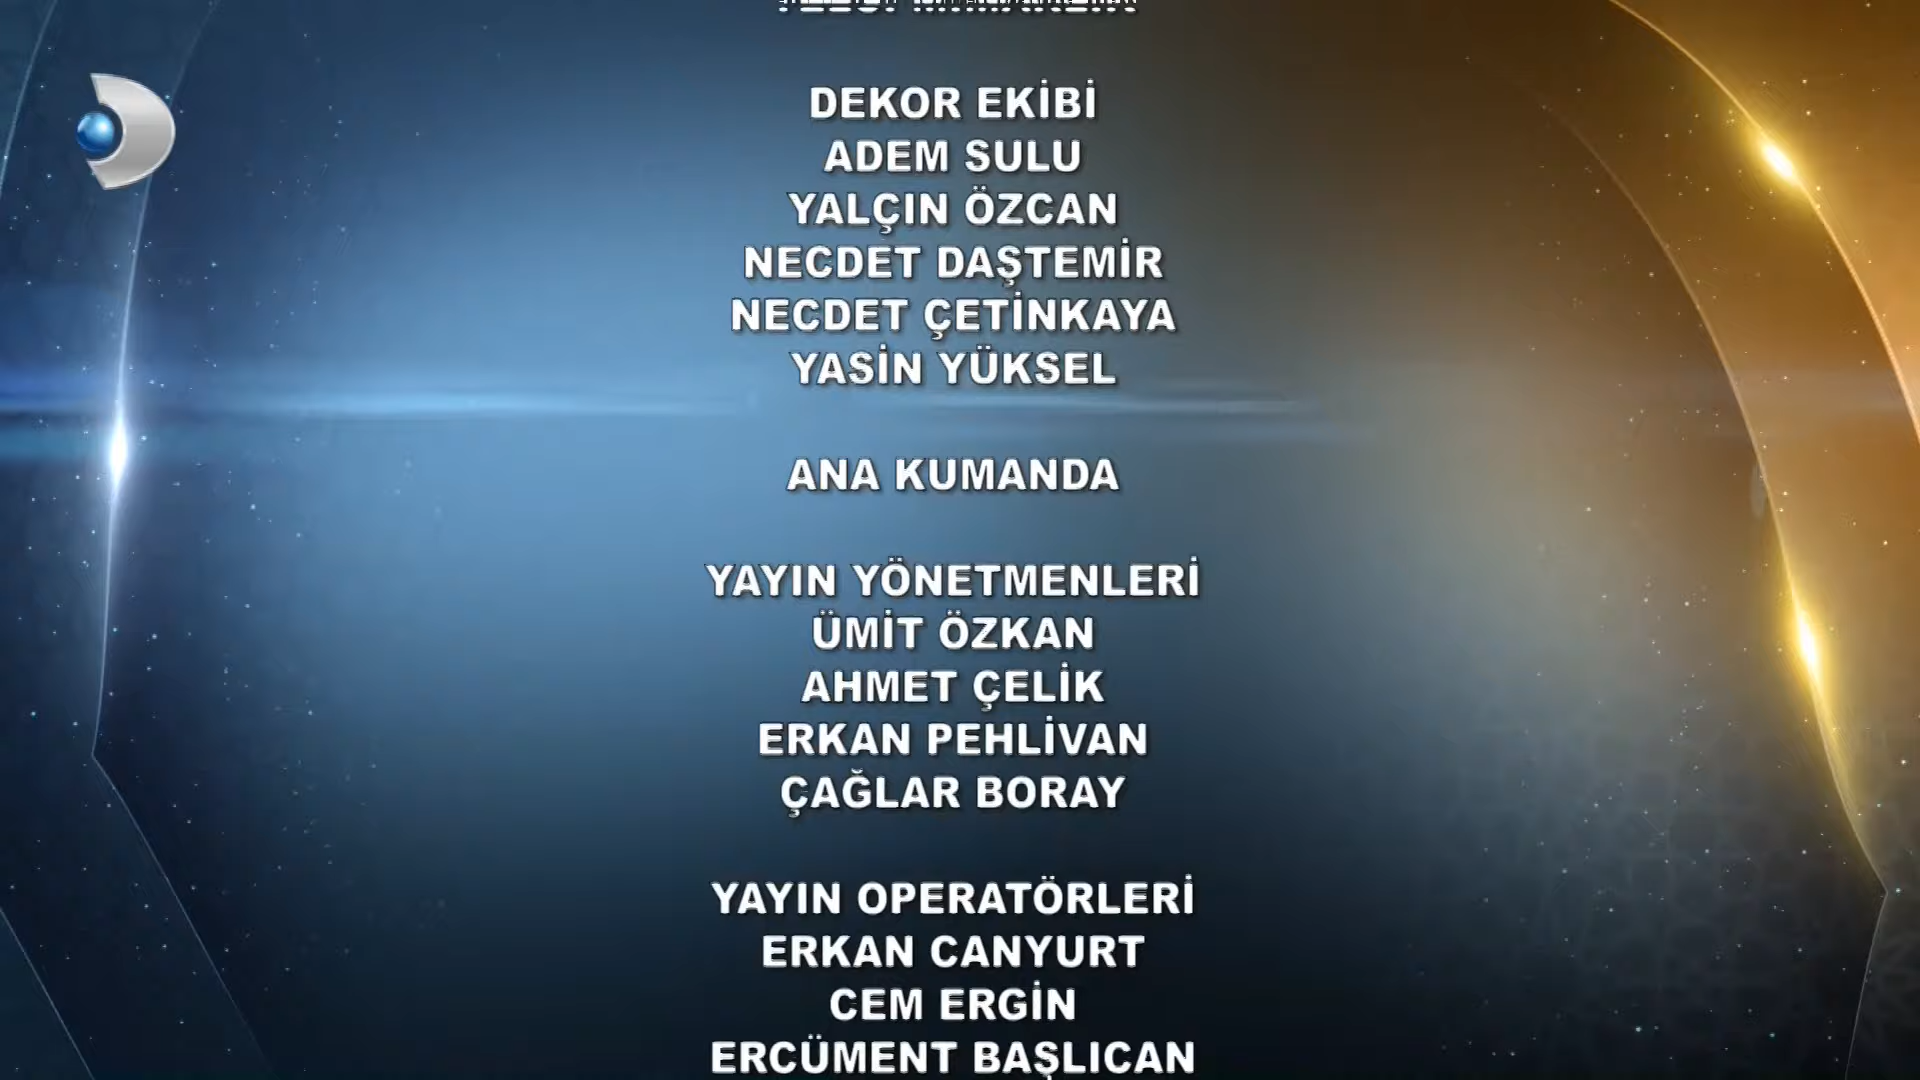 DEKOR EKİBİ
ADEM SULU
YALÇIN ÖZCAN
NECDET DAŞTEMİR
NECDET ÇETİNKAYA
YASİN YÜKSEL
ANA KUMANDA
YAYIN YÖNETMENLERİ
ÜMİT ÖZKAN
AHMET ÇELİK
ERKAN PEHLİVAN
ÇAĞLAR BORAY
YAYIN OPERATÖRLERİ
ERKAN CANYURT
CEM ERGİN
ERCÜMENT BAŞLICAN